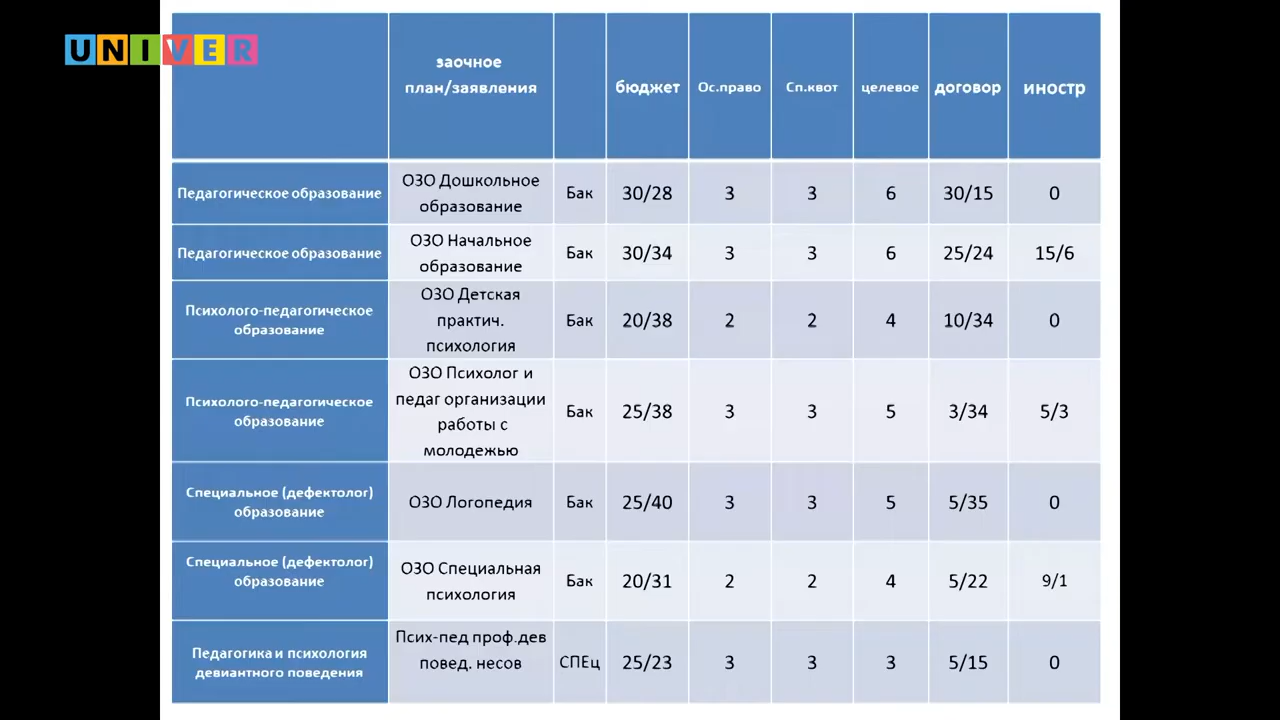 UNIVER
заочное
план/заявления
бюджет
Ос.право
Сп.квот
целевое
договор
иностр
Педагогическое образование
ОЗО Дошкольное
образование
Бак
30/28
3
3
6
30/15
0
Педагогическое образование
ОЗО Начальное
образование
Бак
30/34
3
3
6
25/24
15/6
Психолого-педагогическое
образование
ОЗО Детская
практич.
психология
Бак
20/38
2
2
4
10/34
0
Психолого-педагогическое
образование
ОЗО Психолог и
педаг организации
работы с
молодежью
Бак
25/38
3
3
5
3/34
5/3
Специальное (дефектолог)
образование
ОЗО Логопедия
Бак
25/40
3
3
5
5/35
0
Специальное (дефектолог)
образование
ОЗО Специальная
психология
Бак
20/31
2
2
4
5/22
9/1
Педагогика и психология
девиантного поведения
Псих-пед проф.дев
повед. несов
СПЕц
25/23
3
3
3
5/15
0